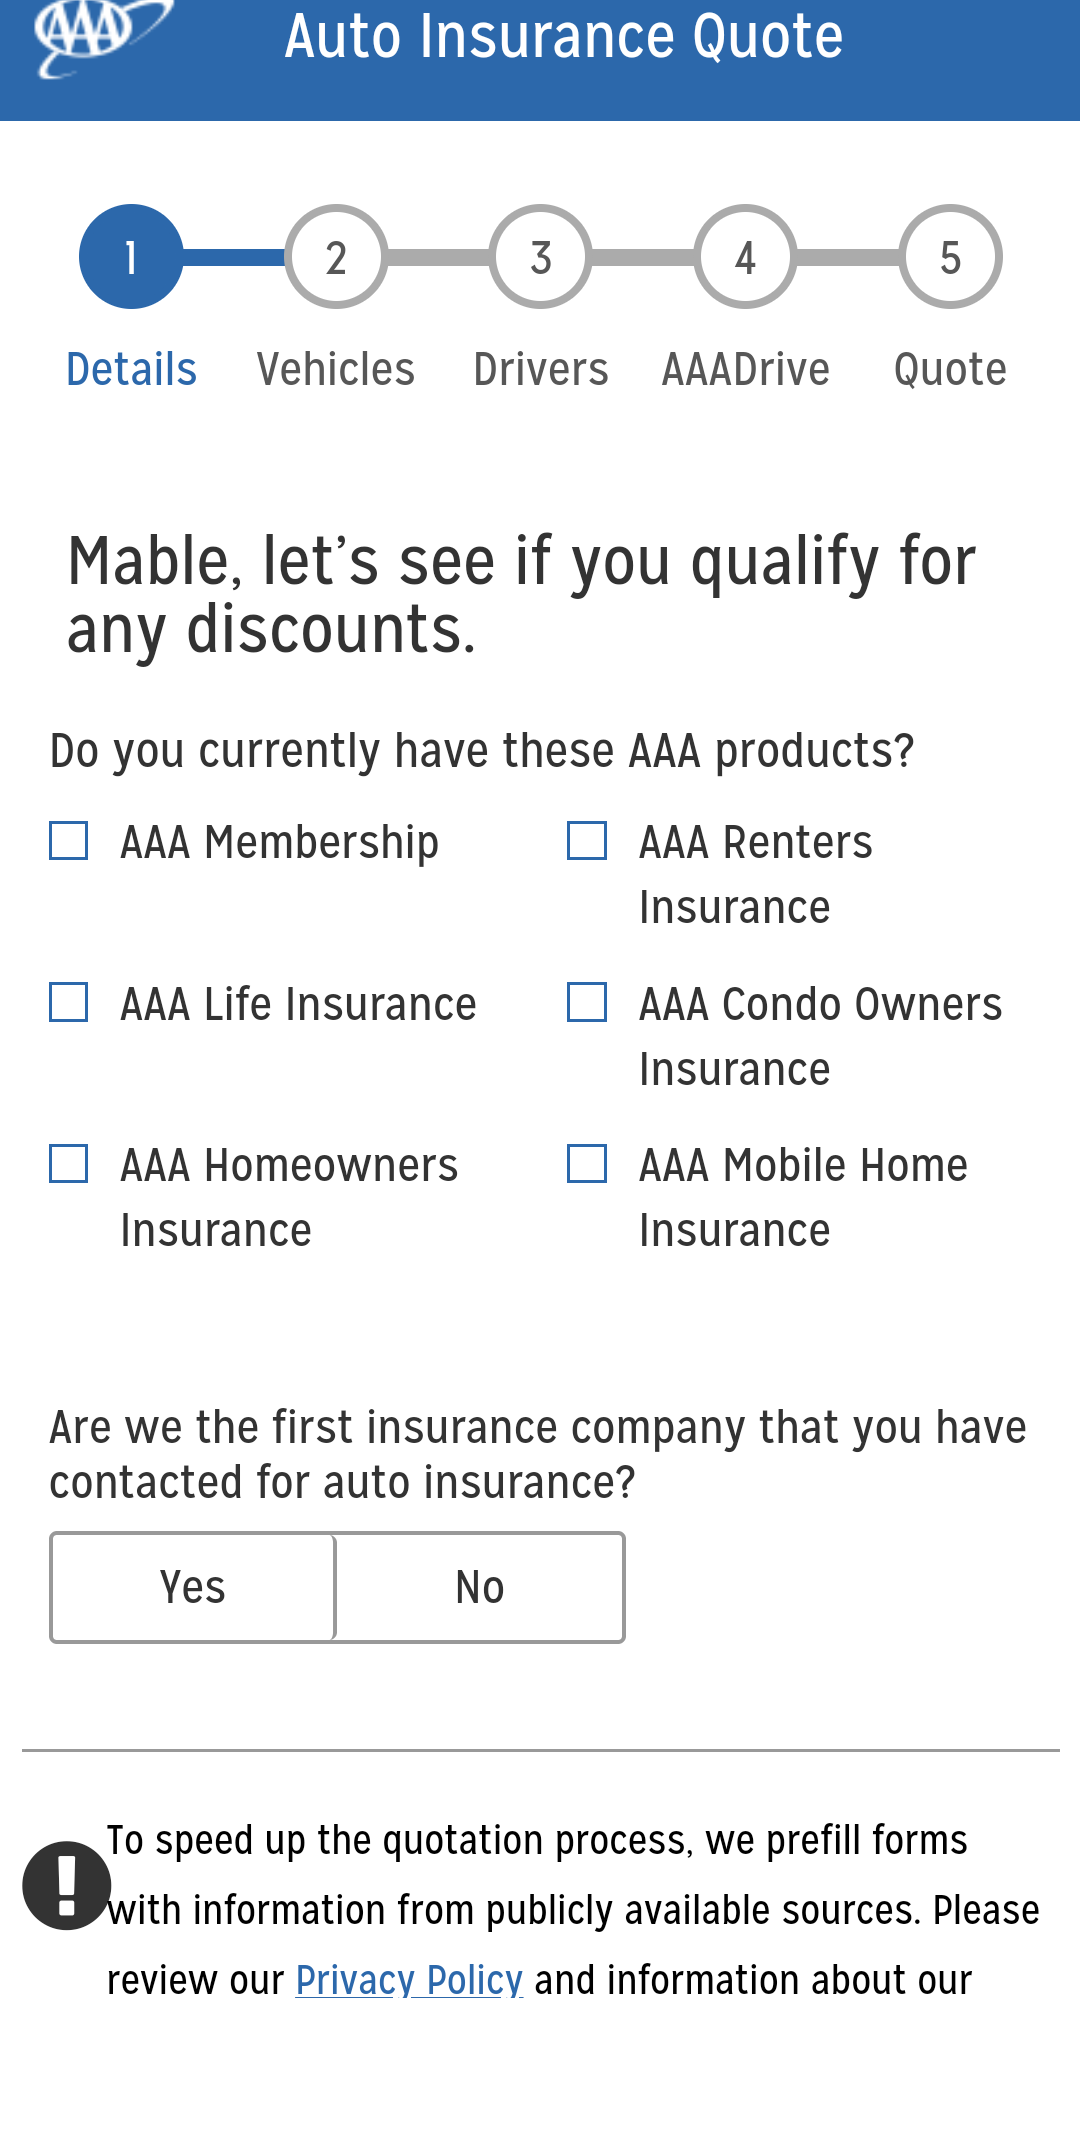 AAA
Auto Insurance Quote
1 2 3 4 5
Details Vehicles Drivers AAADrive Quote
Mable, let’s see if you qualify for
any discounts.
Do you currently have these AAA products?
AAA Membership
AAA Renters
Insurance
AAA Life Insurance
AAA Condo Owners
Insurance
AAA Homeowners
Insurance
AAA Mobile Home
Insurance
Are we the first insurance company that you have
contacted for auto insurance?
Yes No
To speed up the quotation process, we prefill forms
with information from publicly available sources. Please
review our Privacy Policy and information about our